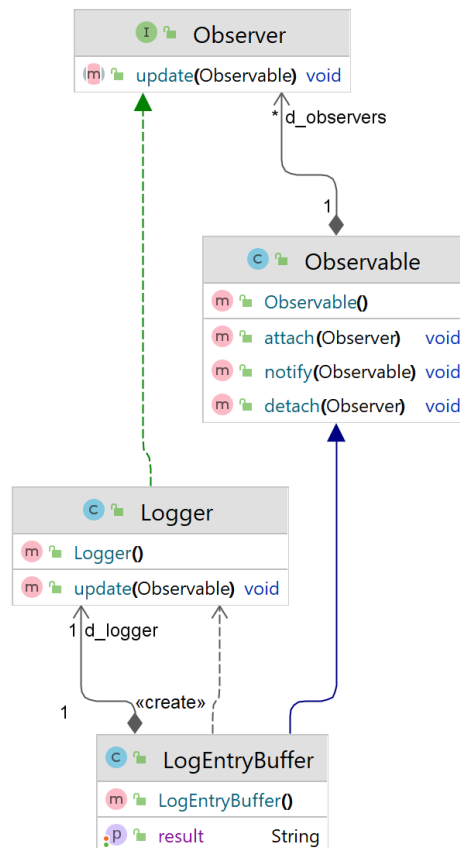 I Observer
m update(Observable) void
* d_observers
1
C Observable
m Observable()
m attach(Observer) void
m notify(Observable) void
m detach(Observer) void
C Logger
m Logger()
m update(Observable) void
1 d_logger
1 «create»
C LogEntryBuffer
m LogEntryBuffer()
p result String